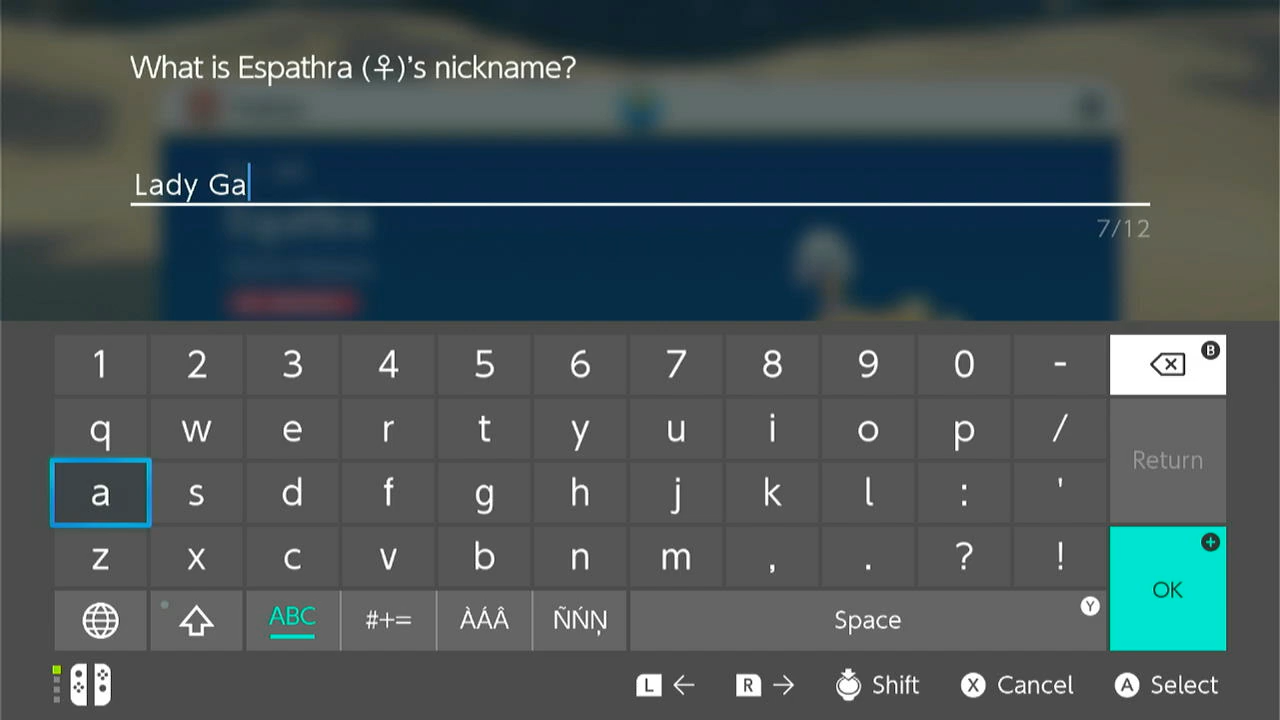 What is Espathra (♀)'s nickname?
Lady Ga
7/12
1 2 3 4 5 6 7 8 9 0 -
B
q w e r t y u i o p /
Return
a s d f g h j k l : '
z x c v b n m , . ? !
+
OK
ABC #+= ÀÁÂ ÑŃŅ Space Y
L ← R → Shift X Cancel A Select